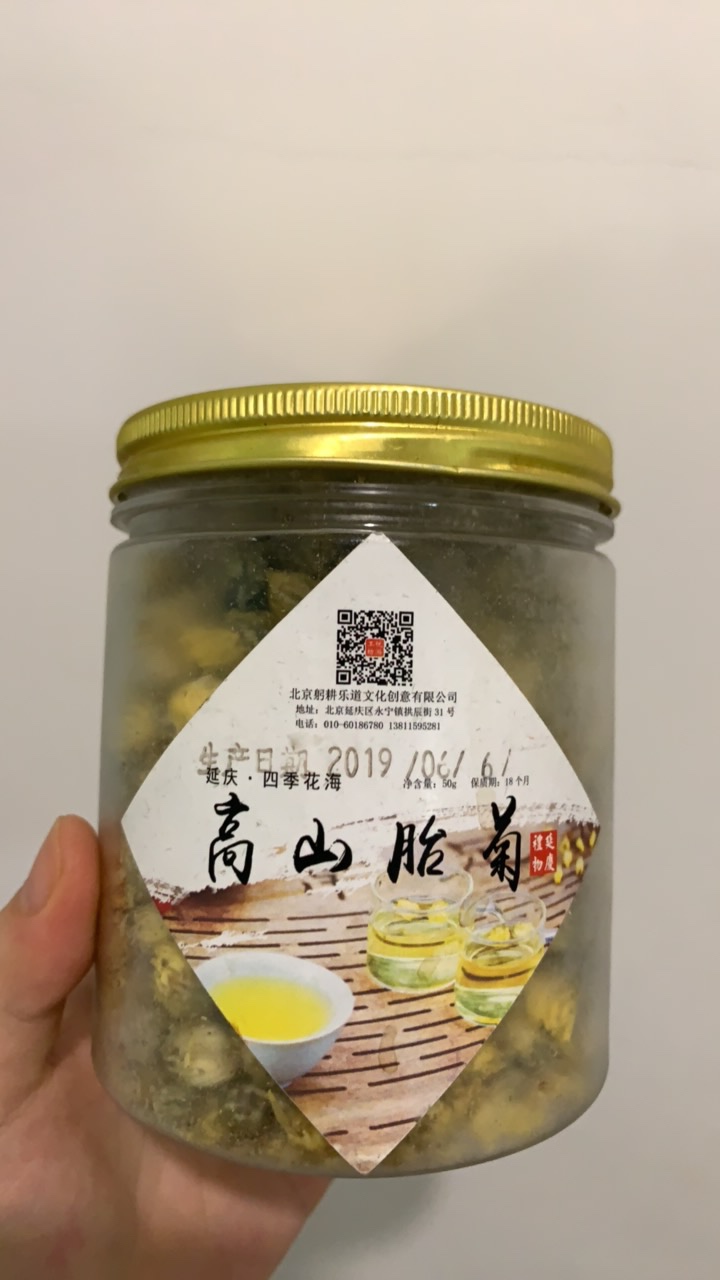 北京躬耕乐道文化创意有限公司
地址：北京延庆区永宁镇拱辰街31号
电话：010-60186780 13811595281
生产日期 2019/06/6/
延庆·四季花海
净含量：50g 保质期：18个月
高山胎菊
延慶
禮物